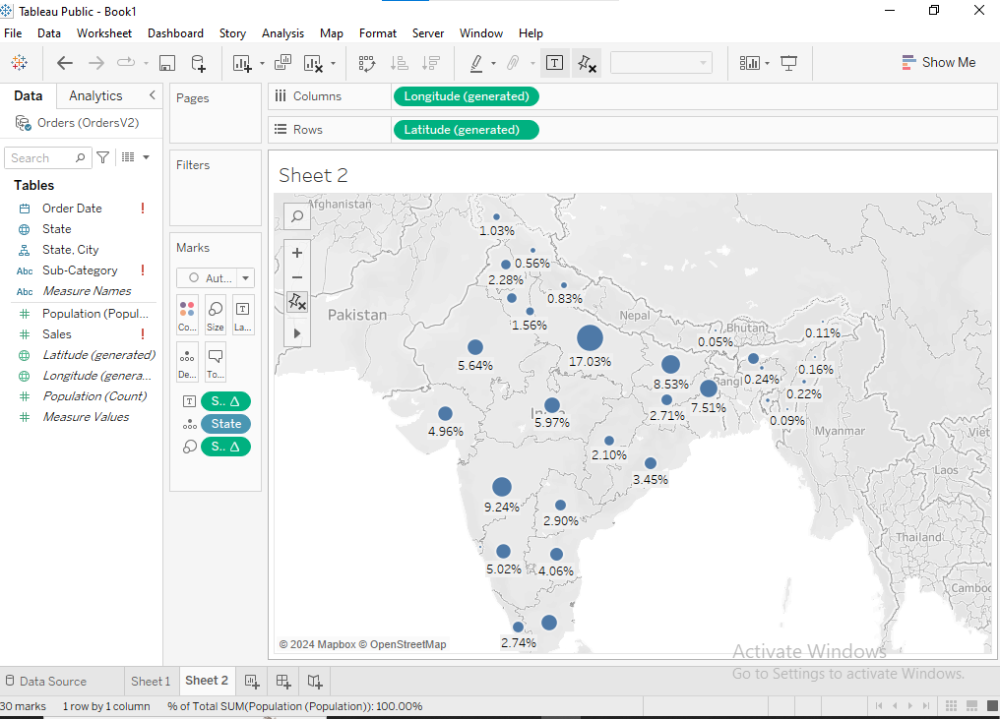 Tableau Public - Book1
File Data Worksheet Dashboard Story Analysis Map Format Server Window Help
Show Me
Data Analytics
Orders (OrdersV2)
Search
Tables
Order Date
State
State, City
Abc Sub-Category
Abc Measure Names
Population (Popul...
Sales
Latitude (generated)
Longitude (genera...
Population (Count)
Measure Values
Pages
Filters
Marks
Aut...
Co... Size La...
De... To...
S.. Δ
State
S.. Δ
Columns Longitude (generated)
Rows Latitude (generated)
Sheet 2
Afghanistan
1.03%
0.56%
2.28%
0.83%
Pakistan
1.56%
Nepal
Bhutan
0.11%
0.05%
5.64%
17.03%
0.16%
8.53%
Bangl
0.24%
0.22%
7.51%
2.71%
5.97%
0.09%
4.96%
Myanmar
Viet
2.10%
3.45%
Laos
9.24%
2.90%
Thailand
5.02%
4.06%
Camboc
2.74%
© 2024 Mapbox © OpenStreetMap
Activate Windows
Go to Settings to activate Windows.
Data Source Sheet 1 Sheet 2
30 marks 1 row by 1 column % of Total SUM(Population (Population)): 100.00%